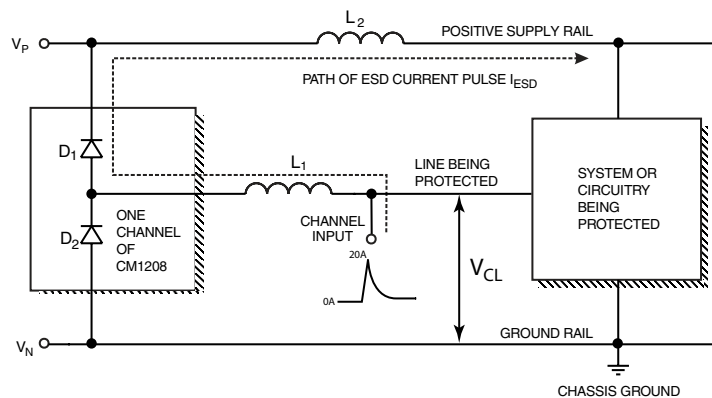 L2
POSITIVE SUPPLY RAIL
VP
PATH OF ESD CURRENT PULSE IESD
D1
L1
LINE BEING
PROTECTED
SYSTEM OR
CIRCUITRY
BEING
PROTECTED
ONE
CHANNEL
OF
CM1208
D2
CHANNEL
INPUT
20A
0A
VCL
GROUND RAIL
VN
CHASSIS GROUND